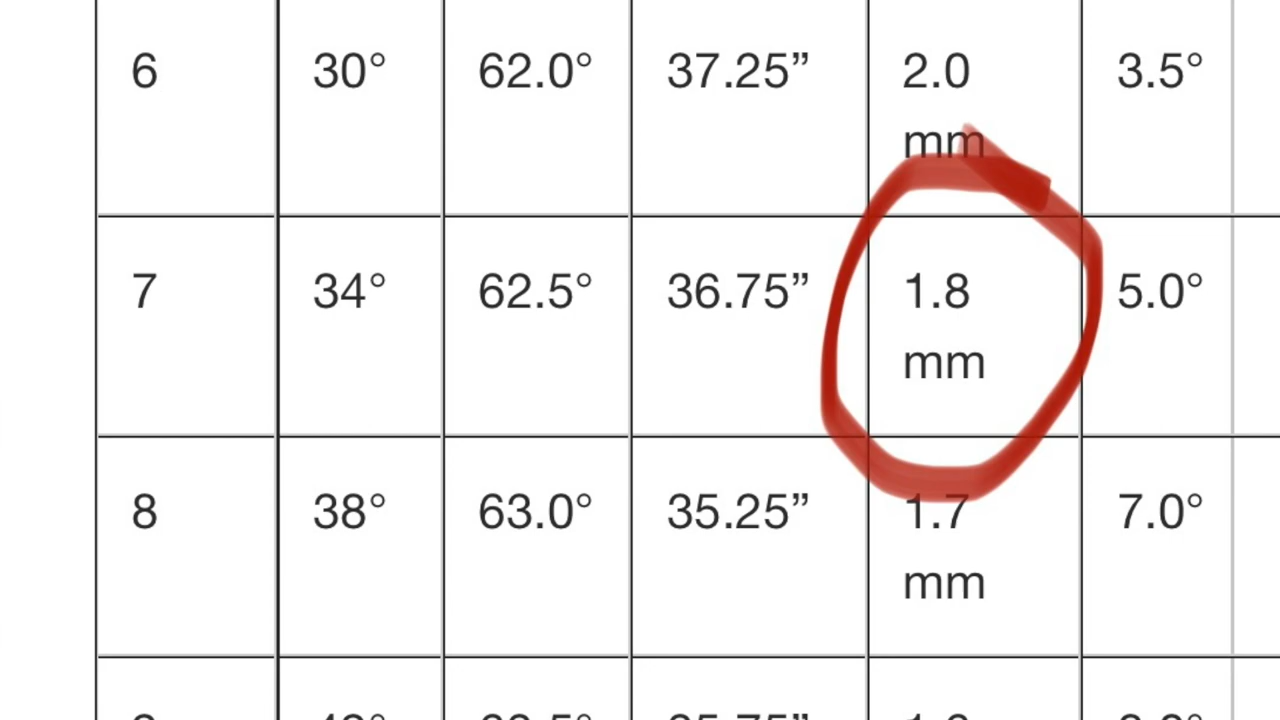 6 30° 62.0° 37.25” 2.0 3.5°
mm
7 34° 62.5° 36.75” 1.8 5.0°
mm
8 38° 63.0° 35.25” 1.7 7.0°
mm